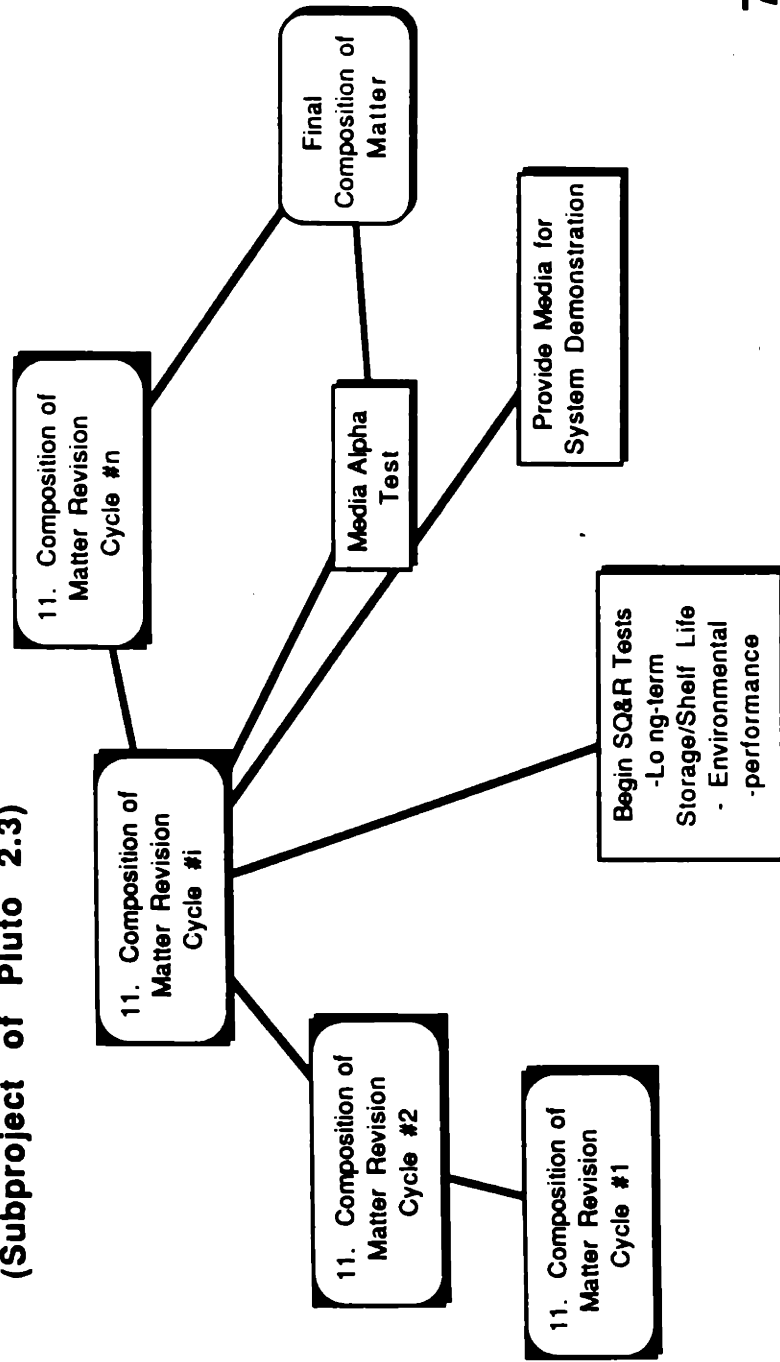 (Subproject of Pluto 2.3)
11. Composition of
Matter Revision
Cycle #1
11. Composition of
Matter Revision
Cycle #2
11. Composition of
Matter Revision
Cycle #i
11. Composition of
Matter Revision
Cycle #n
Begin SQ&R Tests
-Long-term
Storage/Shelf Life
- Environmental
-performance
Media Alpha
Test
Provide Media for
System Demonstration
Final
Composition of
Matter